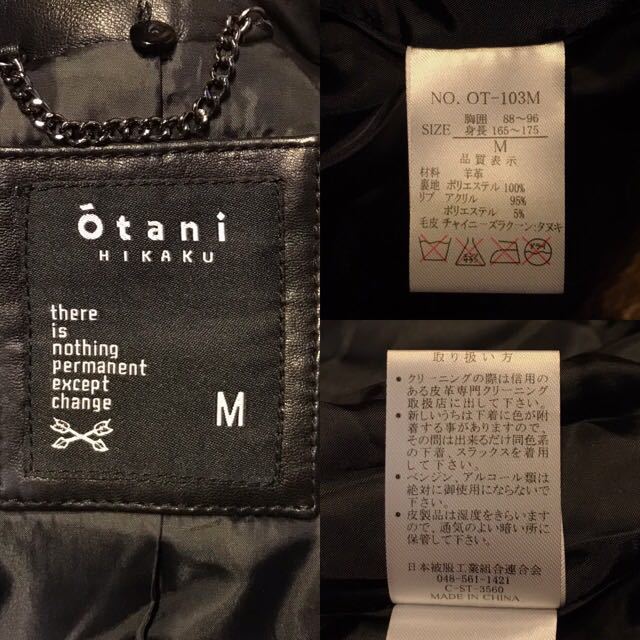 Ōtani
HIKAKU
there
is
nothing
permanent
except
change
M
NO. OT-103M
胸囲 88～96
SIZE 身長 165～175
M
品質表示
材料 羊革
裏地 ポリエステル 100%
リブ アクリル 95%
ポリエステル 5%
毛皮 チャイニーズラクーン:タヌキ
取り扱い方
• クリーニングの際は信用の
ある皮革専門クリーニング
取扱店に出して下さい。
• 新しいうちは下着に色が附
着する事がありますので、
その間は出来るだけ同色系
の下着、スラックスを着用
して下さい。
• ベンジン、アルコール類は
絶対に御使用にならないで
下さい。
• 皮製品は湿度をきらいます
ので、通気のよい暗い所に
保管して下さい。
日本被服工業組合連合会
048-561-1421
C-ST-3560
MADE IN CHINA